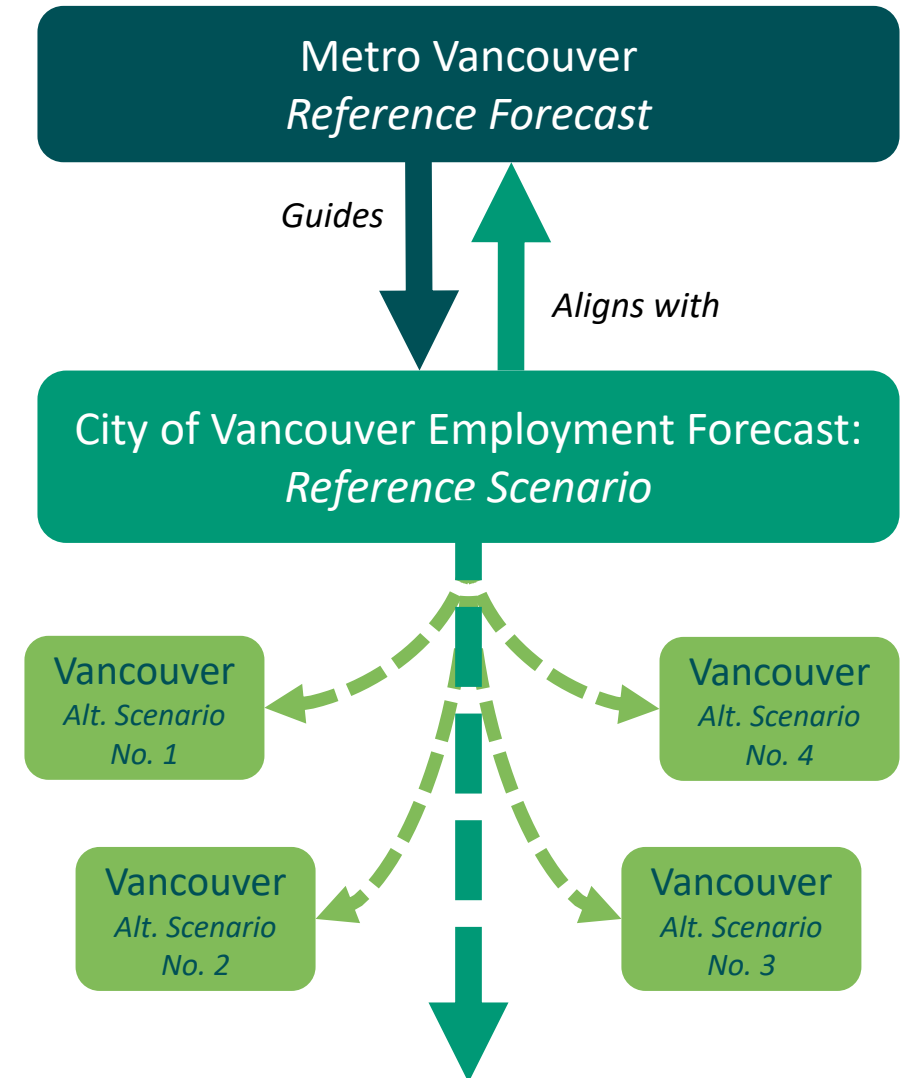 Metro Vancouver
Reference Forecast
Guides
Aligns with
City of Vancouver Employment Forecast:
Reference Scenario
Vancouver
Alt. Scenario
No. 1
Vancouver
Alt. Scenario
No. 4
Vancouver
Alt. Scenario
No. 2
Vancouver
Alt. Scenario
No. 3